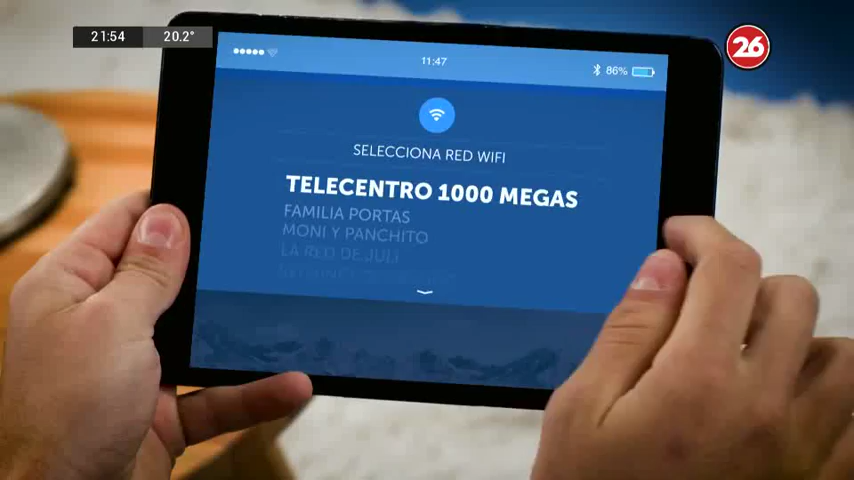 21:54 20.2°
26
11:47
86%
SELECCIONA RED WIFI
TELECENTRO 1000 MEGAS
FAMILIA PORTAS
MONI Y PANCHITO
LA RED DE JULI